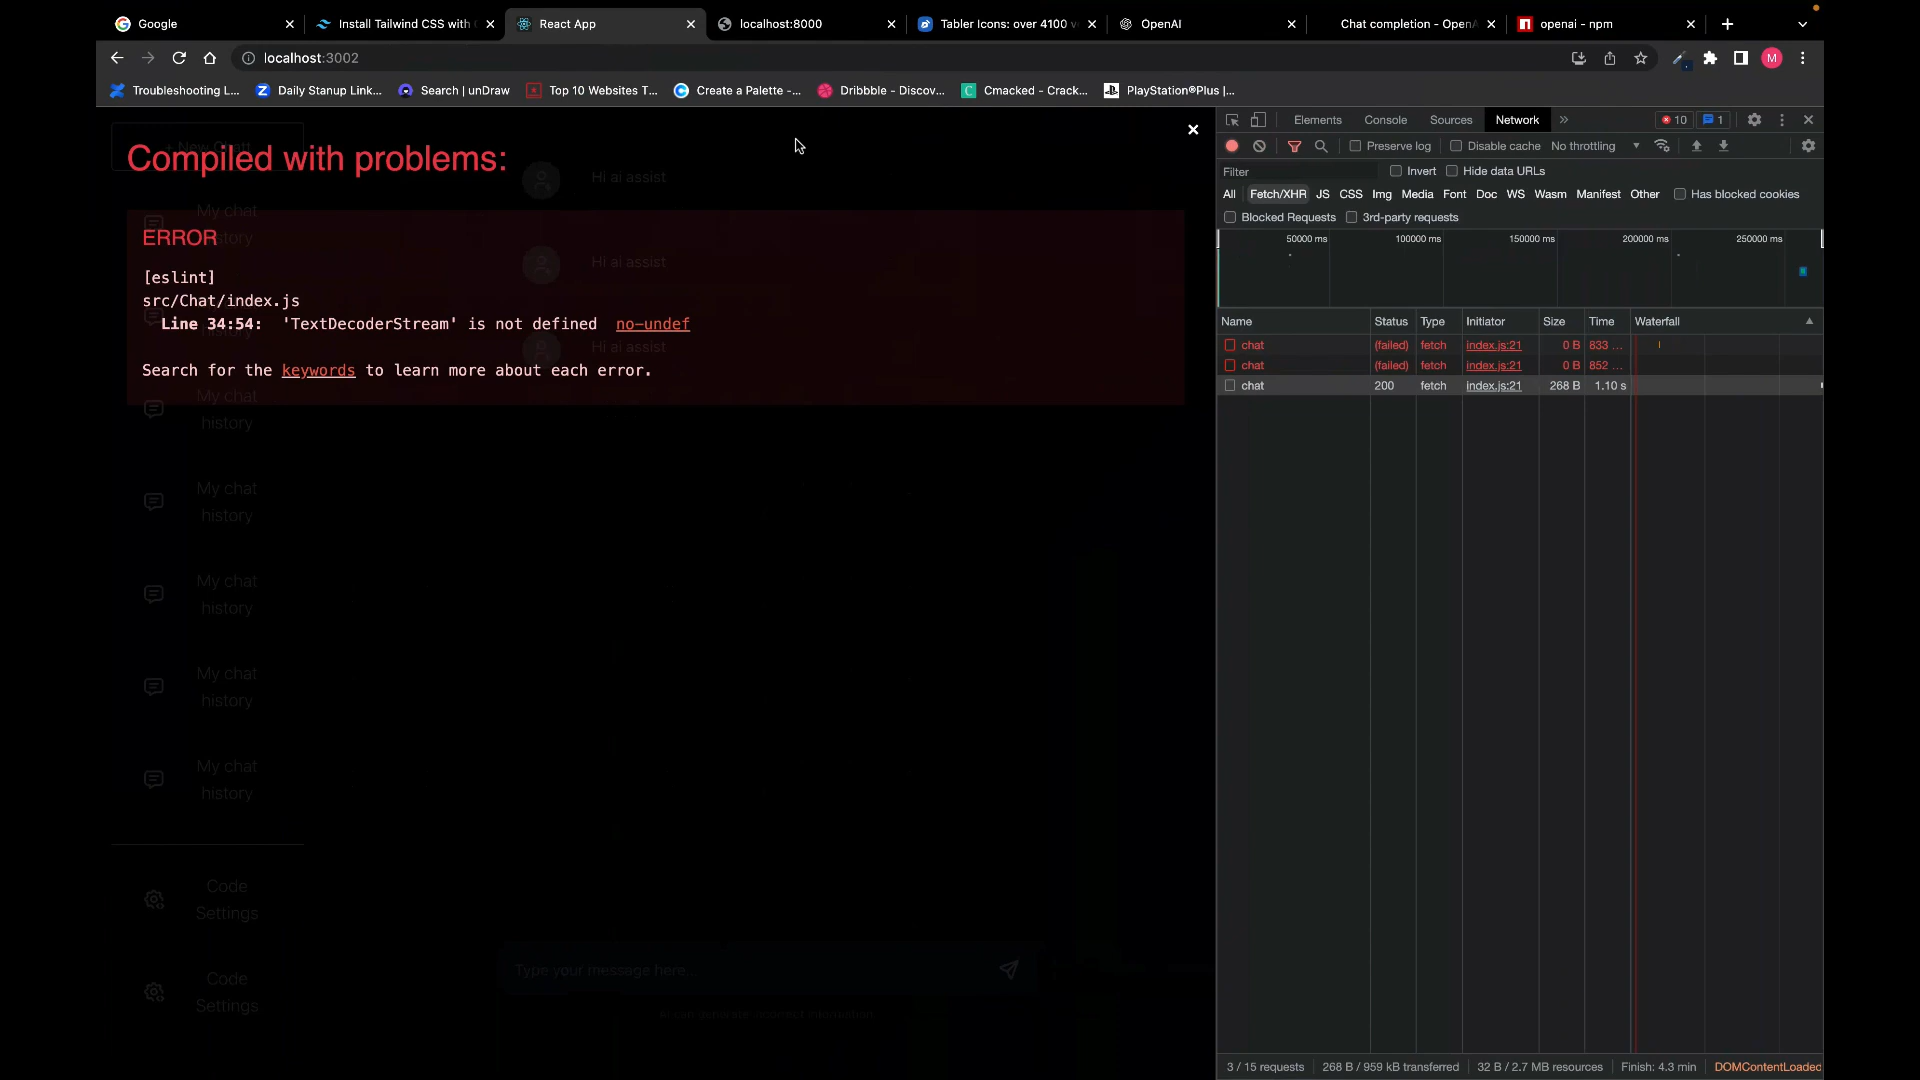 Google
Install Tailwind CSS with
React App
localhost:8000
Tabler Icons: over 4100
OpenAI
Chat completion - OpenA
openai - npm
localhost:3002
M
Troubleshooting L...
Daily Stanup Link...
Search | unDraw
Top 10 Websites T...
Create a Palette -...
Dribbble - Discov...
Cmacked - Crack...
PlayStation®Plus |...
Compiled with problems:
ERROR
[eslint]
src/Chat/index.js
Line 34:54: 'TextDecoderStream' is not defined no-undef
Search for the keywords to learn more about each error.
My chat
history
Hi ai assist
Hi ai assist
Hi ai assist
My chat
history
My chat
history
My chat
history
My chat
history
My chat
history
Code
Settings
Code
Settings
Type your message here...
Elements
Console
Sources
Network
10
1
Preserve log
Disable cache
No throttling
Filter
Invert
Hide data URLs
All
Fetch/XHR
JS
CSS
Img
Media
Font
Doc
WS
Wasm
Manifest
Other
Has blocked cookies
Blocked Requests
3rd-party requests
50000 ms
100000 ms
150000 ms
200000 ms
250000 ms
Name Status Type Initiator Size Time Waterfall
chat (failed) fetch index.js:21 0 B 833 ...
chat (failed) fetch index.js:21 0 B 852 ...
chat 200 fetch index.js:21 268 B 1.10 s
3 / 15 requests
268 B / 959 kB transferred
32 B / 2.7 MB resources
Finish: 4.3 min
DOMContentLoaded